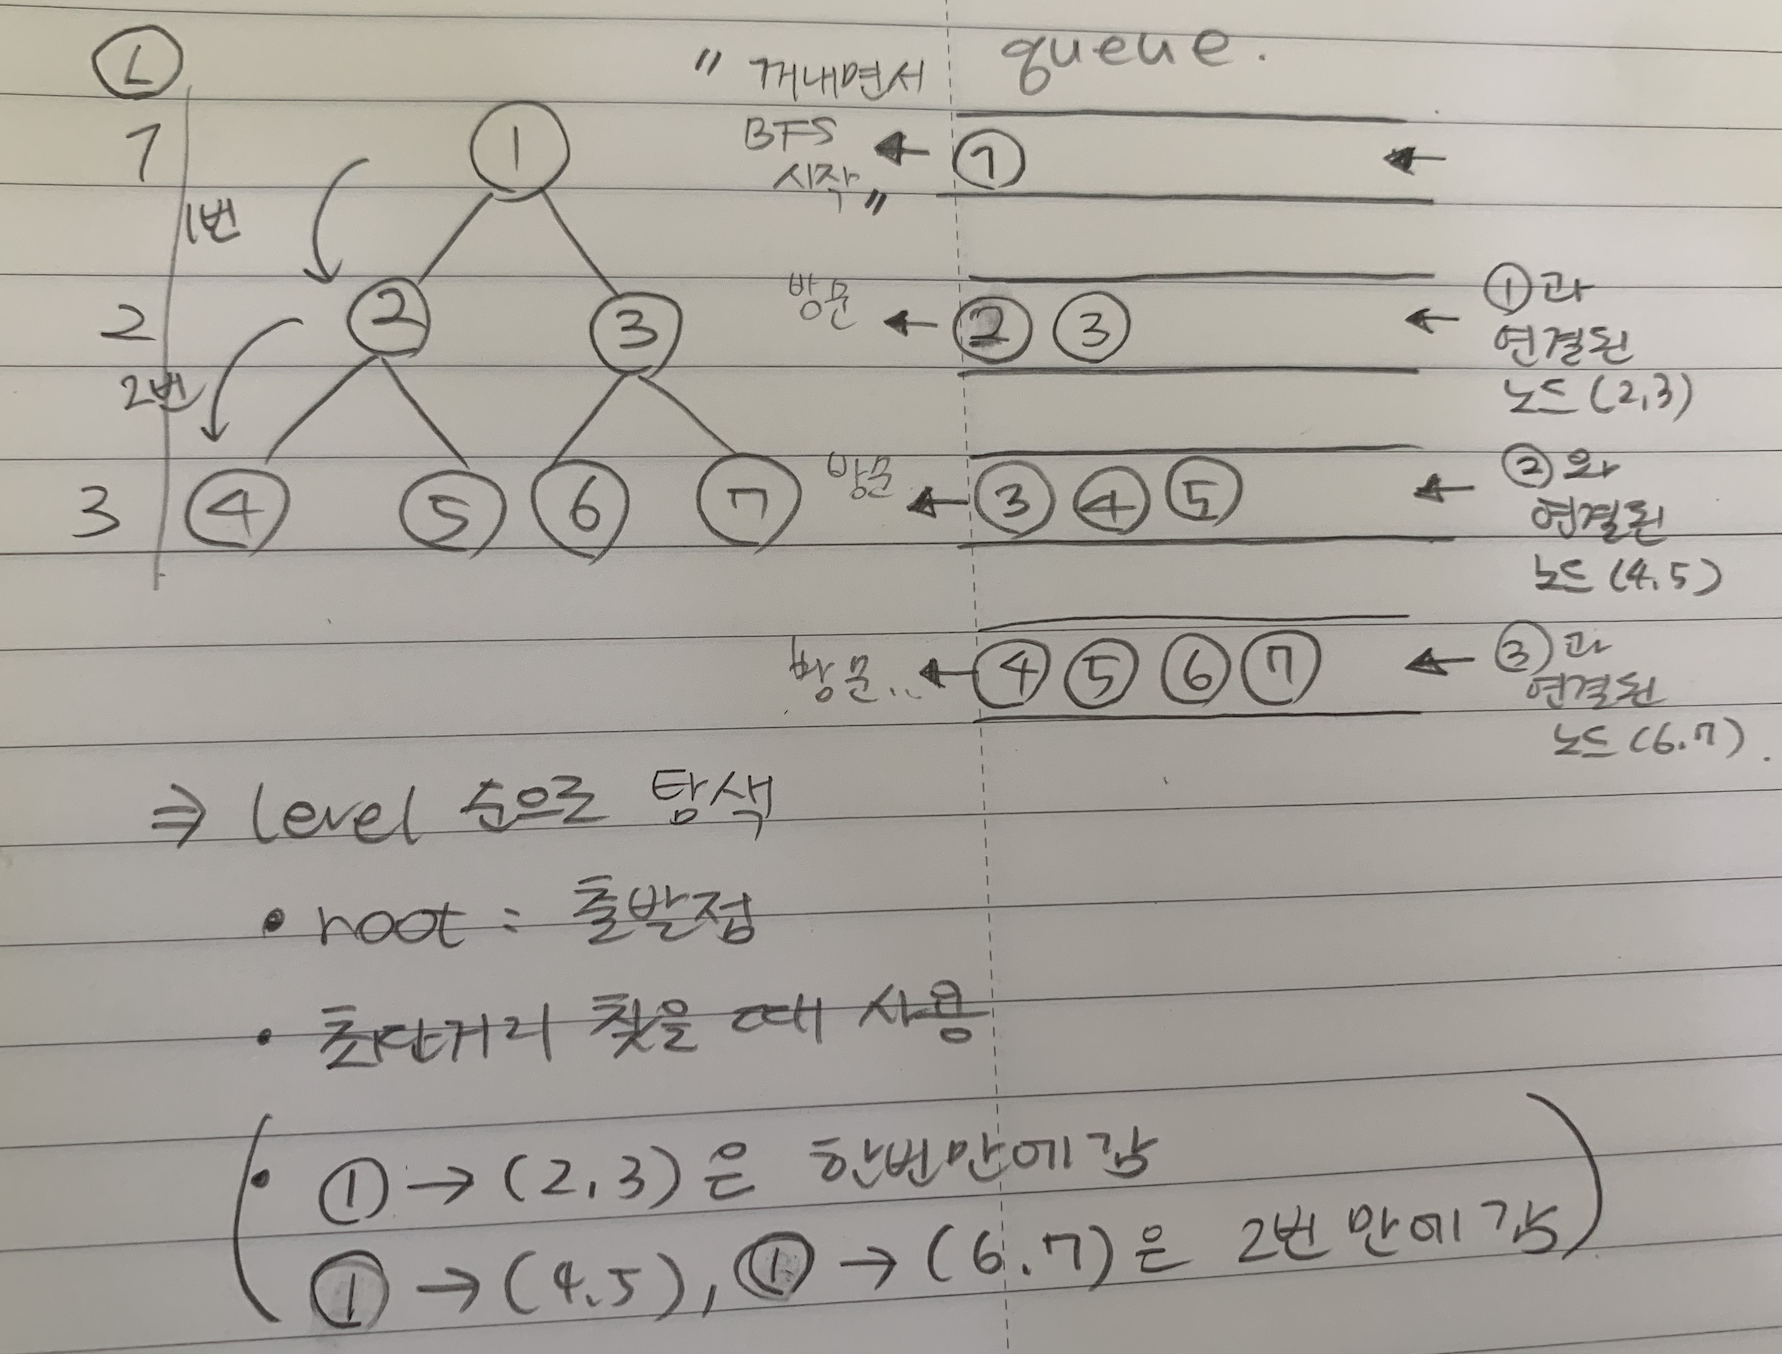 L
1
2
3
1번
2번
1
2
3
4
5
6
7
queue.
" 꺼내면서
BFS
시작 "
1
방문
2 3
1과
연결된
노드 (2,3)
방문
3 4 5
2와
연결된
노드 (4,5)
방문..
4 5 6 7
3과
연결된
노드 (6.7).
⇒ level 순으로 탐색
• root : 출발점
• 최단거리 찾을 때 사용
( • 1 → (2,3)은 한번만에 감
1 → (4,5), 1 → (6.7)은 2번만에 감 )